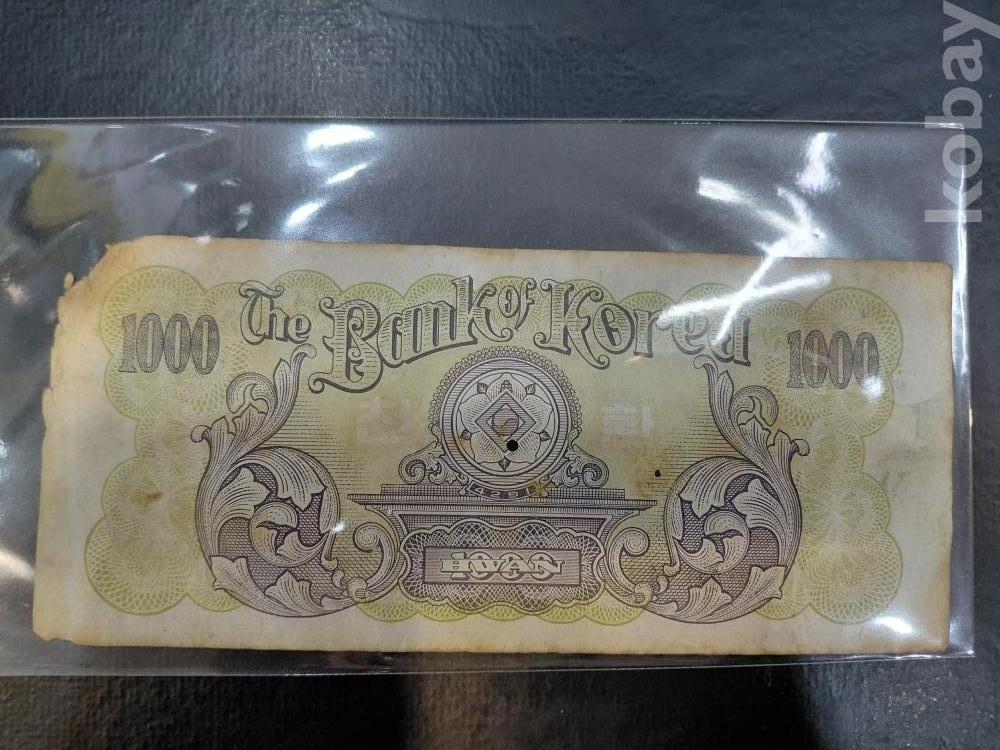 kobay
The Bank of Korea
1000 1000
HWAN